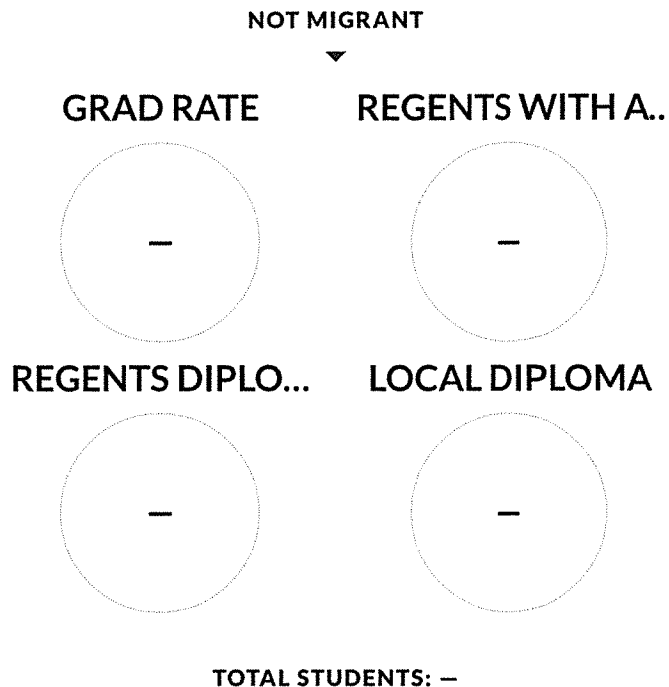 NOT MIGRANT
GRAD RATE
REGENTS WITH A..
–
–
REGENTS DIPLO...
LOCAL DIPLOMA
–
–
TOTAL STUDENTS: –